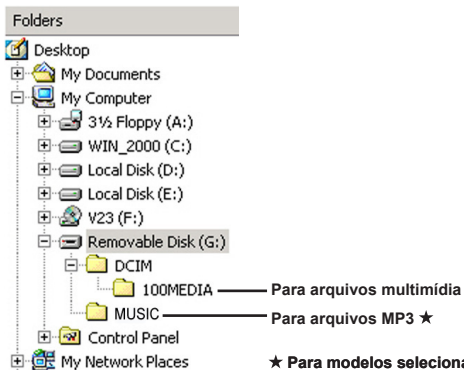 Folders
Desktop
My Documents
My Computer
3½ Floppy (A:)
WIN_2000 (C:)
Local Disk (D:)
Local Disk (E:)
V23 (F:)
Removable Disk (G:)
DCIM
100MEDIA Para arquivos multimídia
MUSIC Para arquivos MP3 ★
Control Panel
My Network Places ★ Para modelos